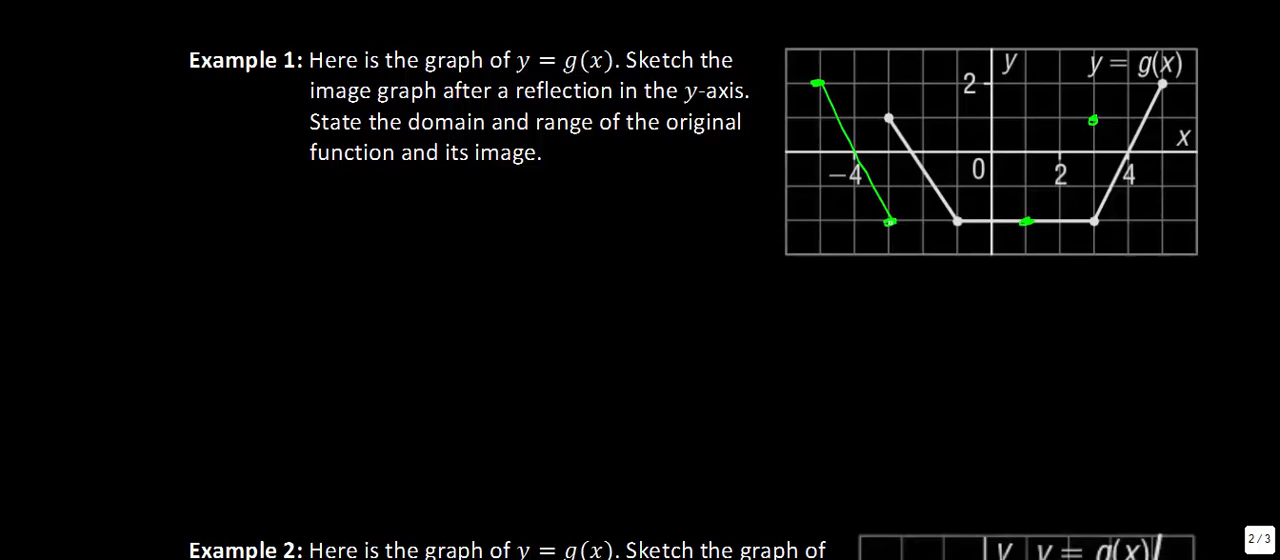 Example 1: Here is the graph of y = g(x). Sketch the
image graph after a reflection in the y-axis.
State the domain and range of the original
function and its image.
y y = g(x)
2
x
−4 0 2 4
2 / 3
Example 2: Here is the graph of y = g(x). Sketch the graph of
y y = g(x)